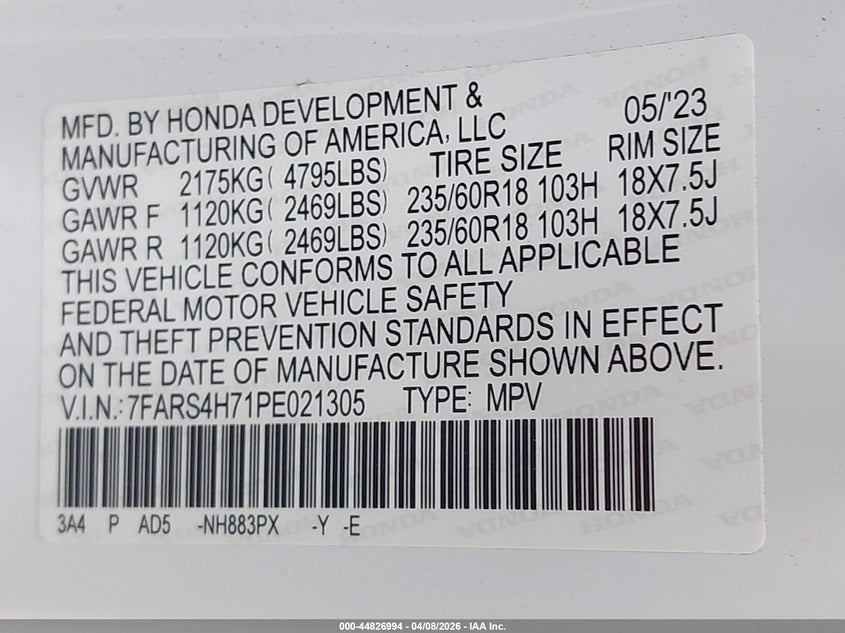 MFD. BY HONDA DEVELOPMENT & 05/'23
MANUFACTURING OF AMERICA, LLC
GVWR 2175KG( 4795LBS) TIRE SIZE RIM SIZE
GAWR F 1120KG( 2469LBS) 235/60R18 103H 18X7.5J
GAWR R 1120KG( 2469LBS) 235/60R18 103H 18X7.5J
THIS VEHICLE CONFORMS TO ALL APPLICABLE
FEDERAL MOTOR VEHICLE SAFETY
AND THEFT PREVENTION STANDARDS IN EFFECT
ON THE DATE OF MANUFACTURE SHOWN ABOVE.
V.I.N.:7FARS4H71PE021305 TYPE: MPV
3A4 P AD5 -NH883PX -Y -E
HONDA
000-44826994 - 04/08/2026 - IAA Inc.